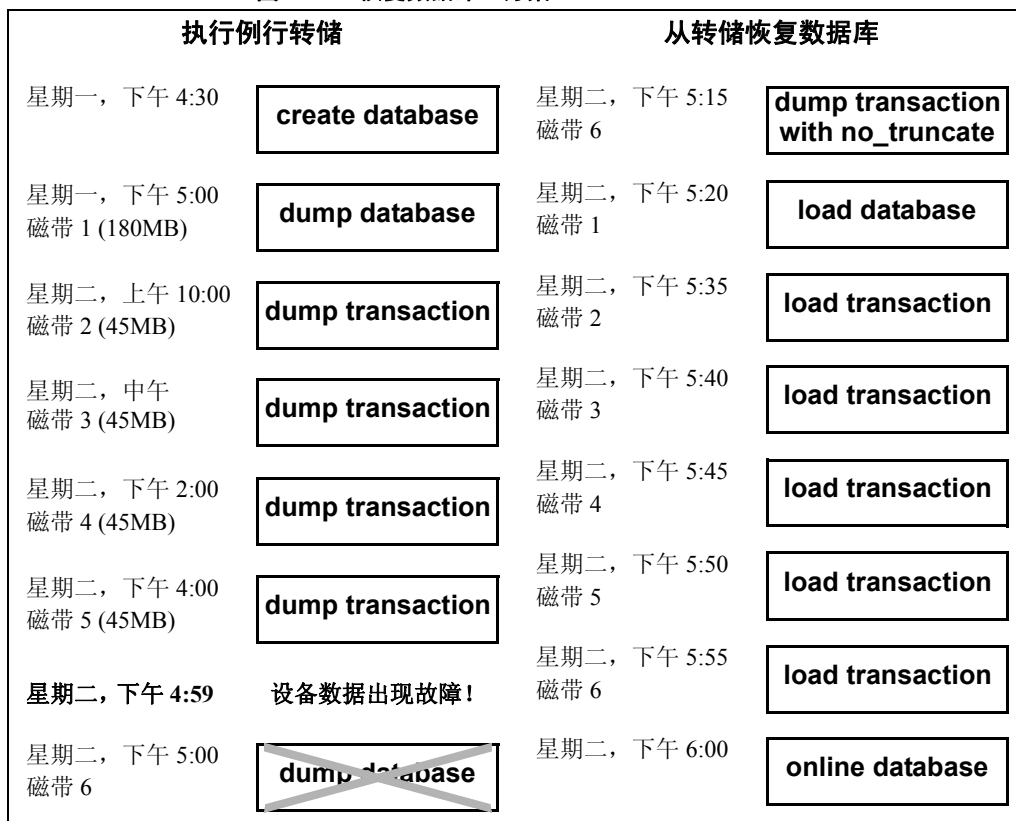 执行例行转储
星期一，下午 4:30
create database
星期一，下午 5:00
磁带 1 (180MB)
dump database
星期二，上午 10:00
磁带 2 (45MB)
dump transaction
星期二，中午
磁带 3 (45MB)
dump transaction
星期二，下午 2:00
磁带 4 (45MB)
dump transaction
星期二，下午 4:00
磁带 5 (45MB)
dump transaction
星期二，下午 4:59
设备数据出现故障！
星期二，下午 5:00
磁带 6
dump database
从转储恢复数据库
星期二，下午 5:15
磁带 6
dump transaction
with no_truncate
星期二，下午 5:20
磁带 1
load database
星期二，下午 5:35
磁带 2
load transaction
星期二，下午 5:40
磁带 3
load transaction
星期二，下午 5:45
磁带 4
load transaction
星期二，下午 5:50
磁带 5
load transaction
星期二，下午 5:55
磁带 6
load transaction
星期二，下午 6:00
online database